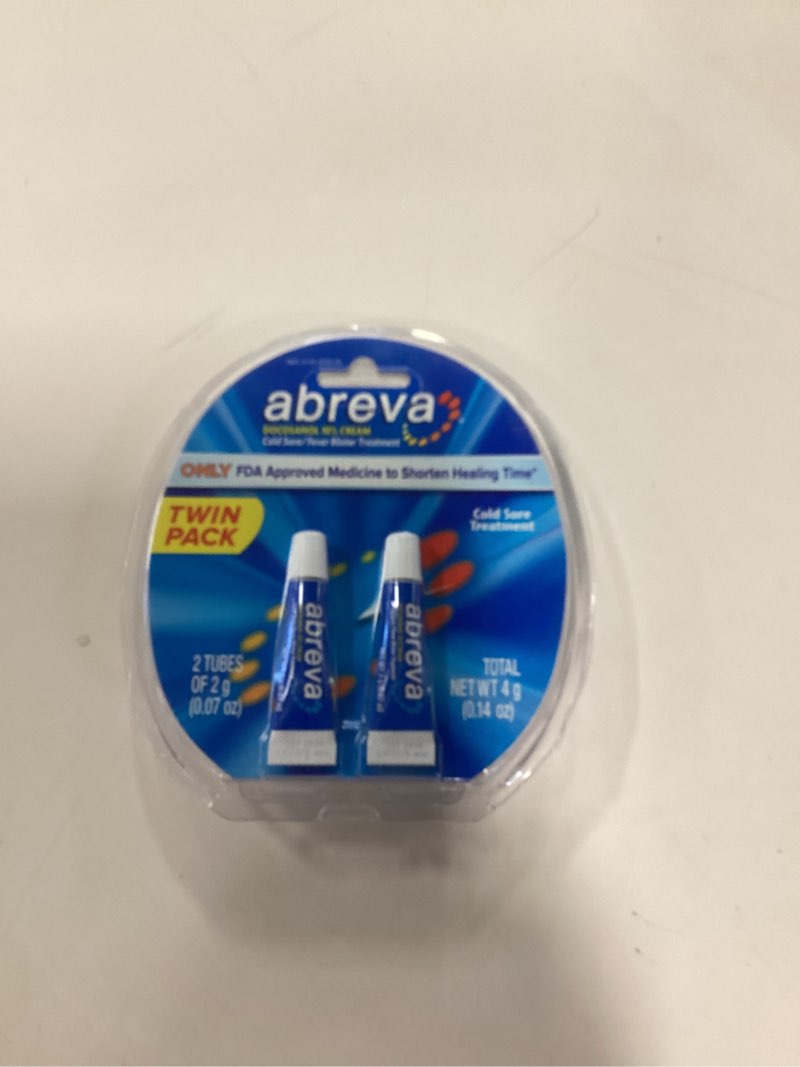 abreva
DOCOSANOL 10% CREAM
Cold Sore/Fever Blister Treatment
ONLY FDA Approved Medicine to Shorten Healing Time*
TWIN
PACK
Cold Sore
Treatment
abreva
abreva
2 TUBES
OF 2 g
(0.07 oz)
TOTAL
NET WT 4 g
(0.14 oz)